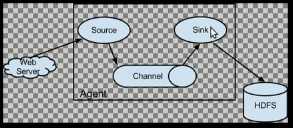 Source
Sink
Web
Server
Channel
Agent
HDFS